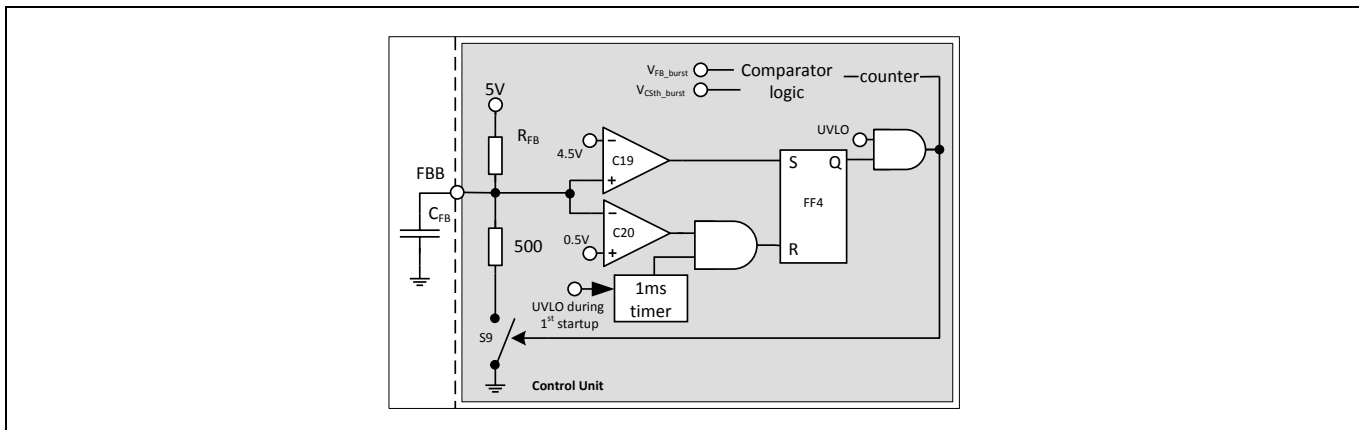 V_FB_burst
Comparator
counter
V_CSth_burst
logic
5V
R_FB
UVLO
4.5V
−
C19
+
S
Q
FBB
FF4
C_FB
−
C20
500
0.5V
+
R
1ms
timer
UVLO during
1st startup
S9
Control Unit